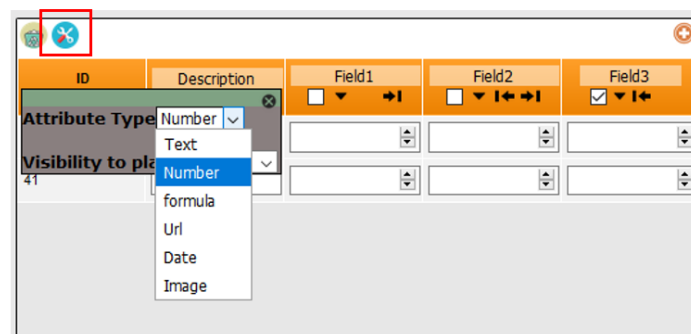 ID Description Field1 Field2 Field3
Attribute Type Number
Text
Visibility to pla
Number
41
formula
Url
Date
Image